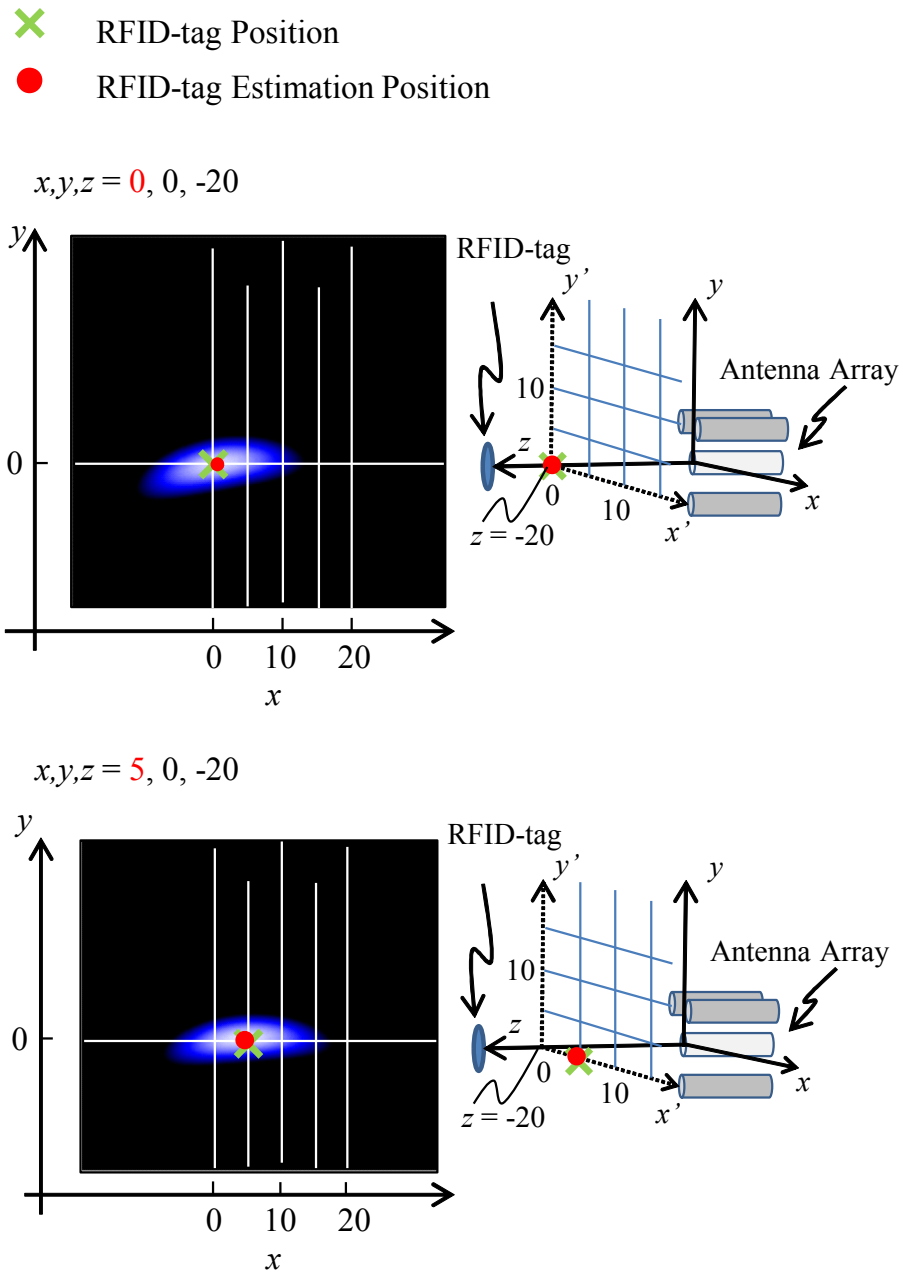 RFID-tag Position
RFID-tag Estimation Position
x,y,z = 0, 0, -20
y
0
0 10 20
x
RFID-tag
y’
y
Antenna Array
10
z
0
10
x
z = -20
x’
x,y,z = 5, 0, -20
y
0
0 10 20
x
RFID-tag
y’
y
Antenna Array
10
z
0
10
x
x’
z = -20